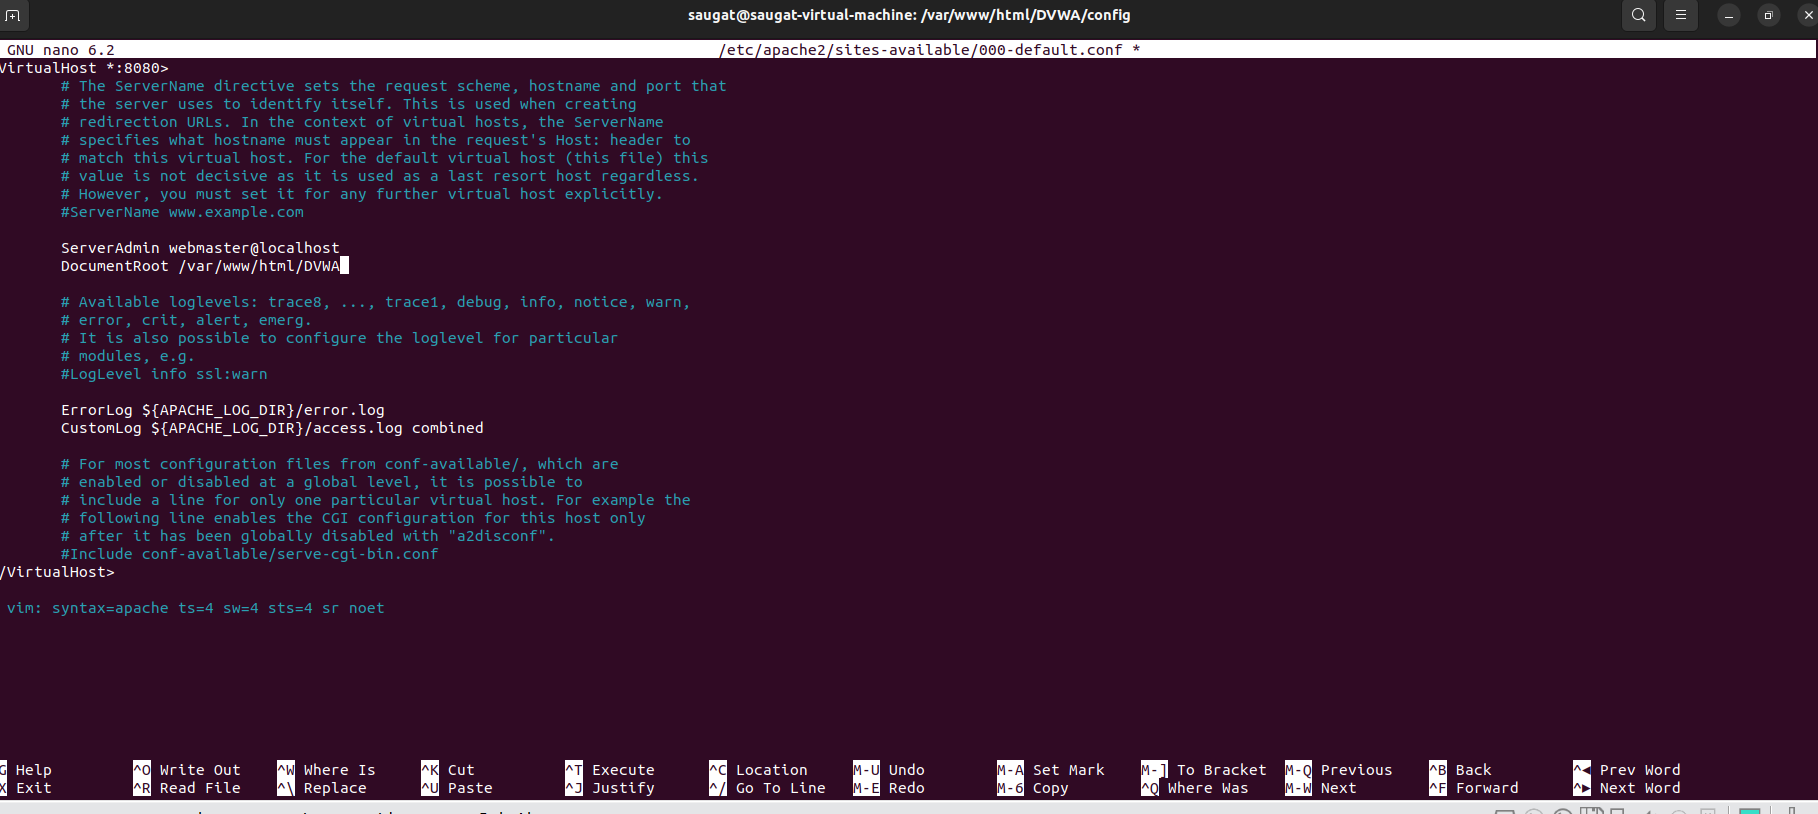 saugat@saugat-virtual-machine: /var/www/html/DVWA/config
GNU nano 6.2 /etc/apache2/sites-available/000-default.conf *
VirtualHost *:8080>
# The ServerName directive sets the request scheme, hostname and port that
# the server uses to identify itself. This is used when creating
# redirection URLs. In the context of virtual hosts, the ServerName
# specifies what hostname must appear in the request's Host: header to
# match this virtual host. For the default virtual host (this file) this
# value is not decisive as it is used as a last resort host regardless.
# However, you must set it for any further virtual host explicitly.
#ServerName www.example.com
ServerAdmin webmaster@localhost
DocumentRoot /var/www/html/DVWA
# Available loglevels: trace8, ..., trace1, debug, info, notice, warn,
# error, crit, alert, emerg.
# It is also possible to configure the loglevel for particular
# modules, e.g.
#LogLevel info ssl:warn
ErrorLog ${APACHE_LOG_DIR}/error.log
CustomLog ${APACHE_LOG_DIR}/access.log combined
# For most configuration files from conf-available/, which are
# enabled or disabled at a global level, it is possible to
# include a line for only one particular virtual host. For example the
# following line enables the CGI configuration for this host only
# after it has been globally disabled with "a2disconf".
#Include conf-available/serve-cgi-bin.conf
/VirtualHost>
vim: syntax=apache ts=4 sw=4 sts=4 sr noet
G Help ^O Write Out ^W Where Is ^K Cut ^T Execute ^C Location M-U Undo M-A Set Mark M-] To Bracket M-Q Previous ^B Back ^◄ Prev Word
X Exit ^R Read File ^\ Replace ^U Paste ^J Justify ^/ Go To Line M-E Redo M-6 Copy ^Q Where Was M-W Next ^F Forward ^► Next Word